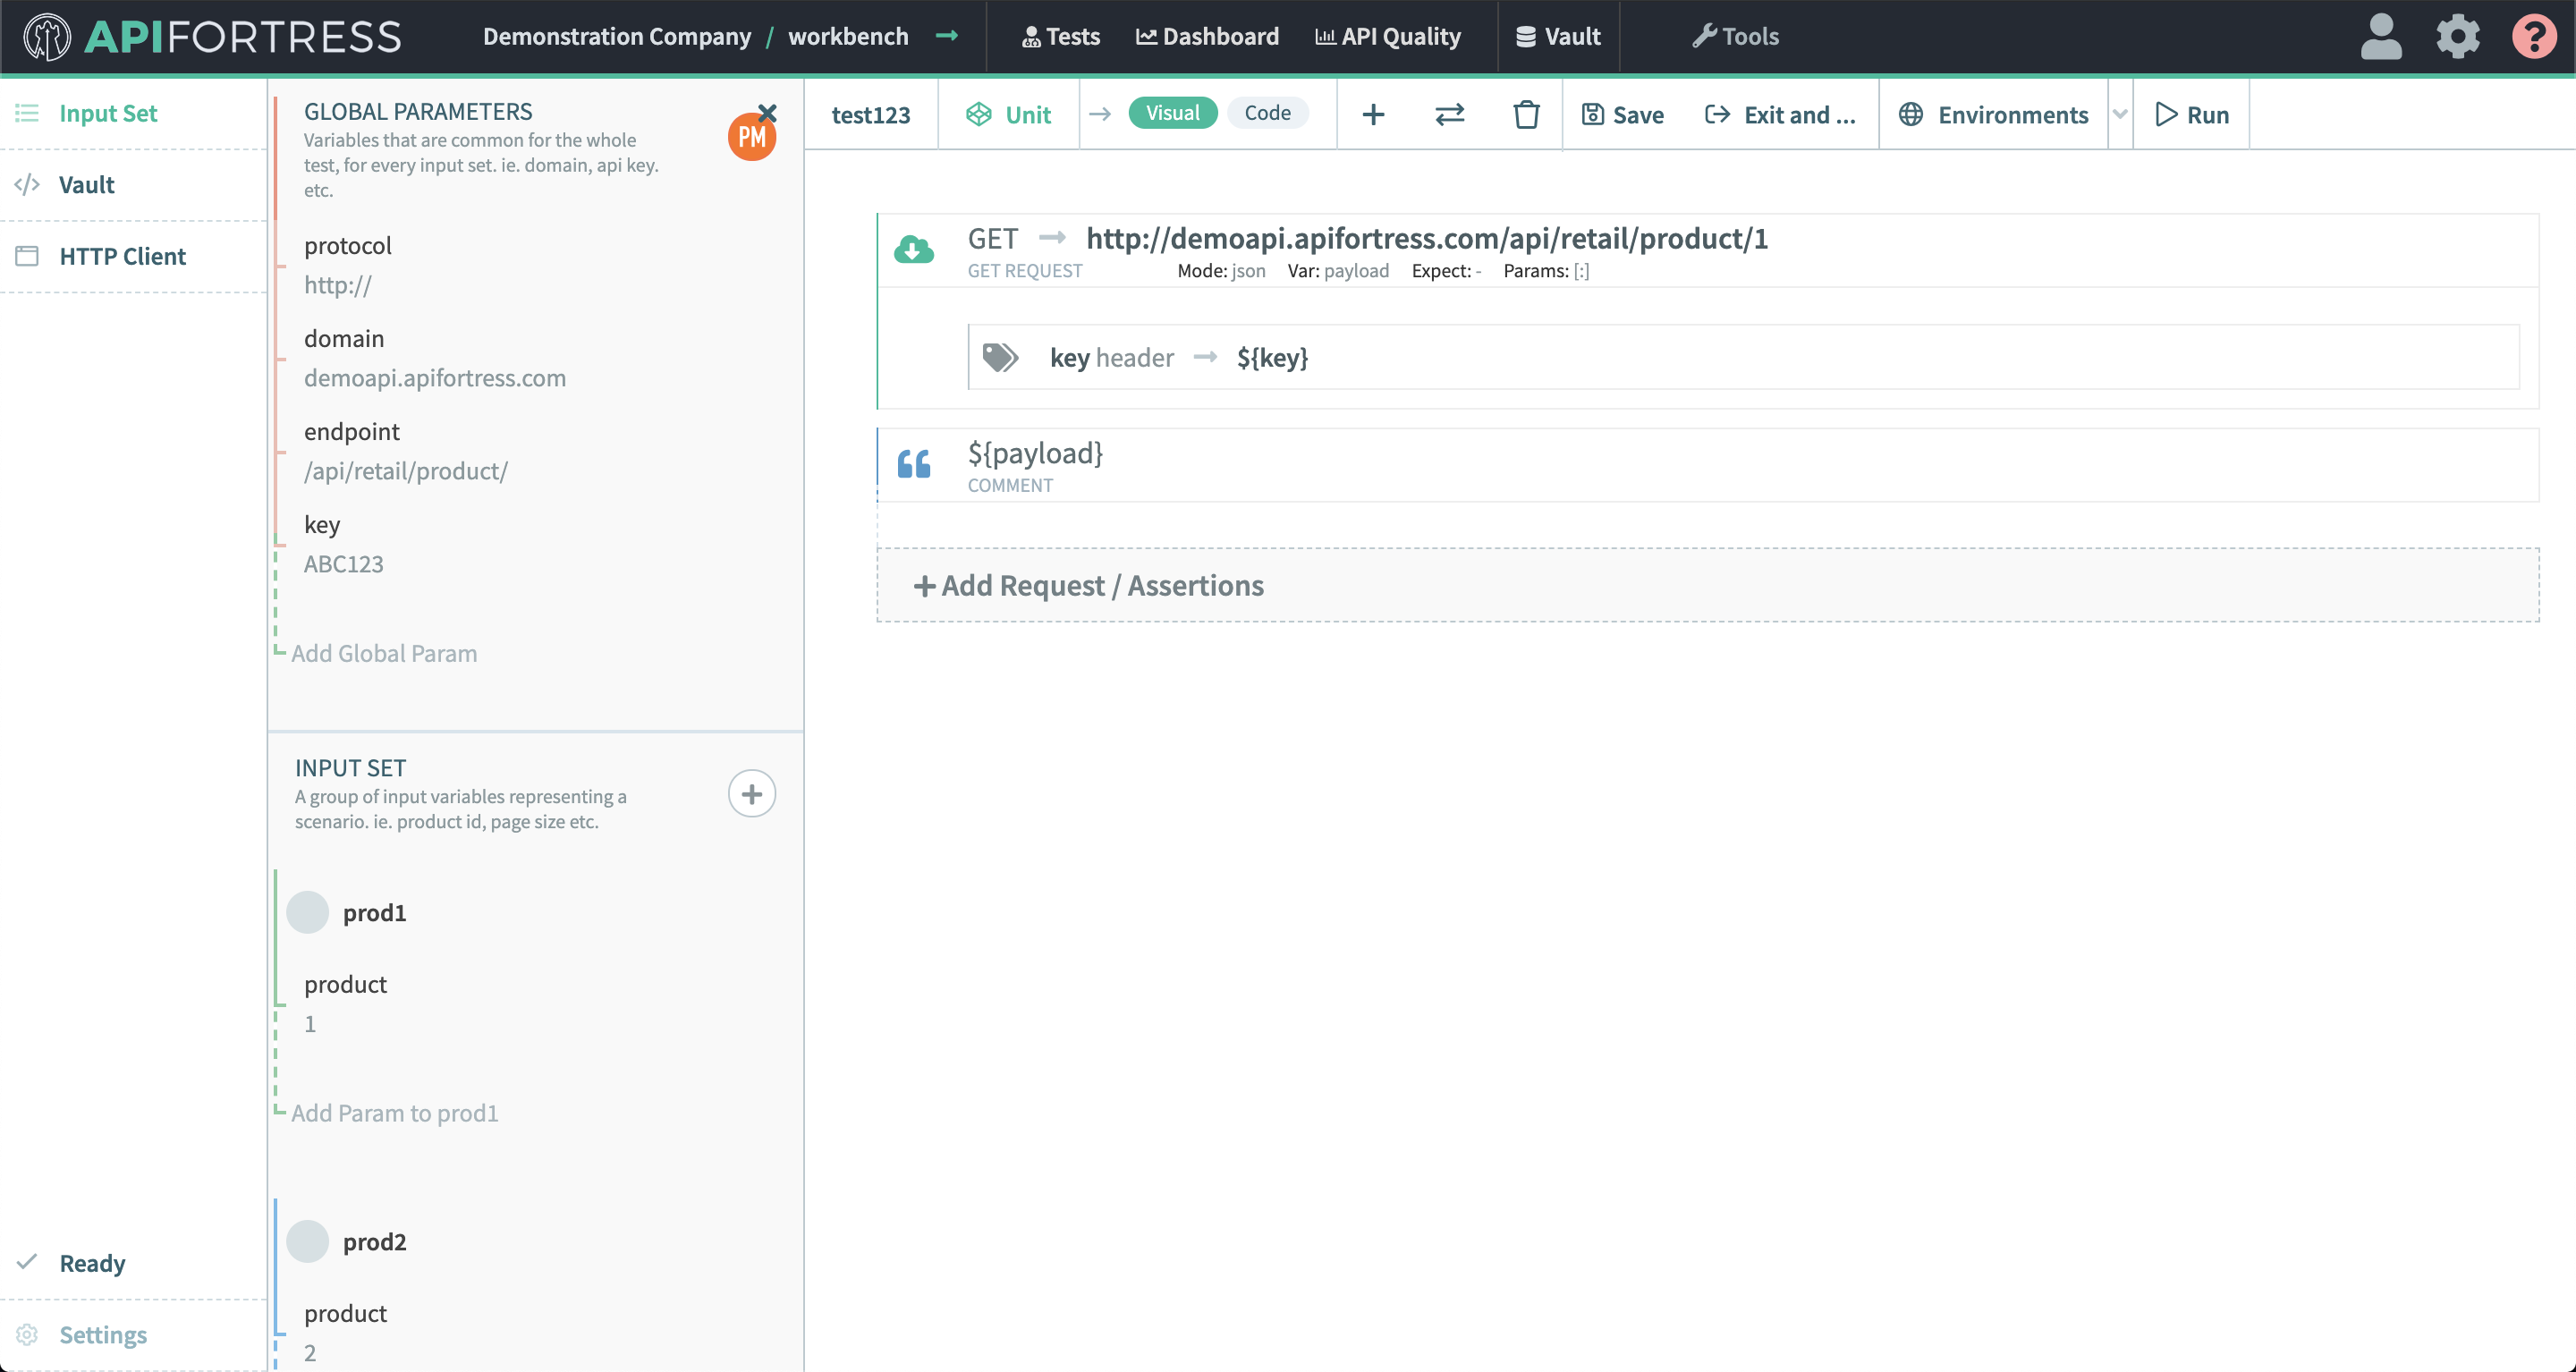 APIFORTRESS
Demonstration Company / workbench
Tests
Dashboard
API Quality
Vault
Tools
?
Input Set
Vault
HTTP Client
Ready
Settings
GLOBAL PARAMETERS
Variables that are common for the whole
test, for every input set. ie. domain, api key.
etc.
PM
protocol
http://
domain
demoapi.apifortress.com
endpoint
/api/retail/product/
key
ABC123
Add Global Param
INPUT SET
A group of input variables representing a
scenario. ie. product id, page size etc.
prod1
product
1
Add Param to prod1
prod2
product
2
test123
Unit
Visual
Code
Save
Exit and ...
Environments
Run
GET http://demoapi.apifortress.com/api/retail/product/1
GET REQUEST Mode: json Var: payload Expect: - Params: [:]
key header ${key}
${payload}
COMMENT
Add Request / Assertions